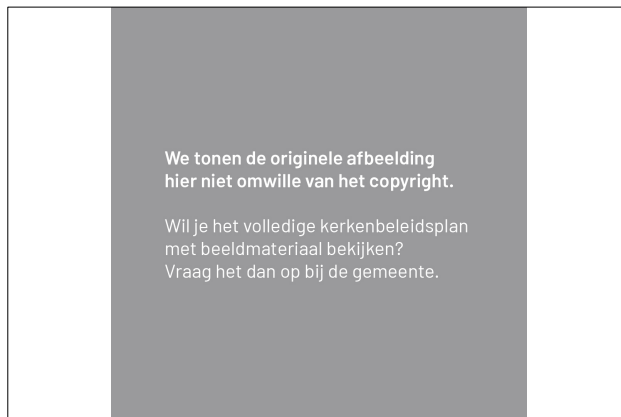 We tonen de originele afbeelding
hier niet omwille van het copyright.
Wil je het volledige kerkenbeleidsplan
met beeldmateriaal bekijken?
Vraag het dan op bij de gemeente.